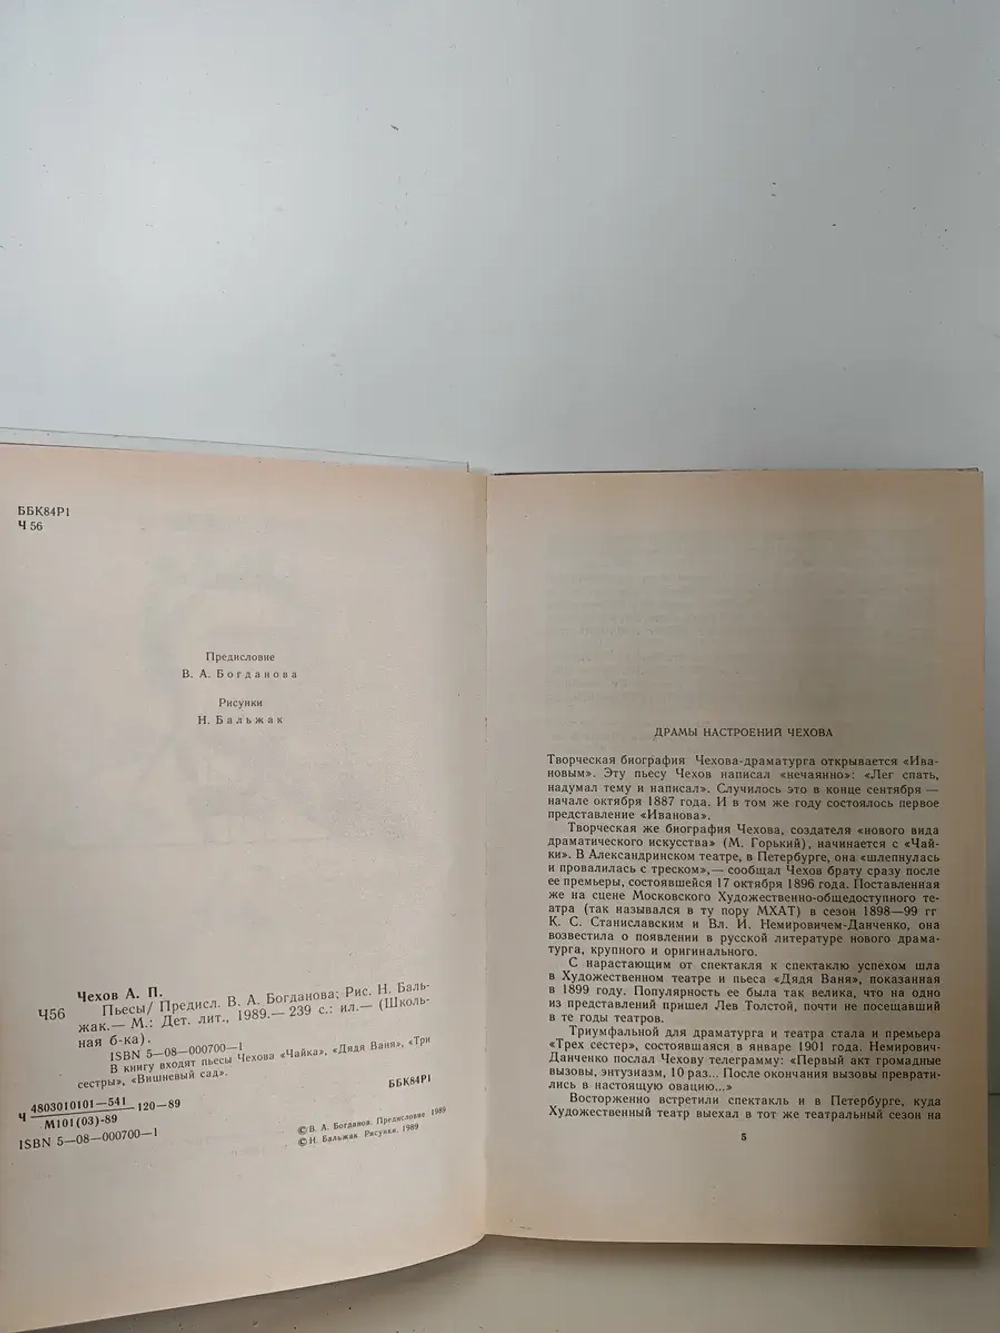 ББК84Р1
Ч 56
Предисловие
В. А. Богданова
Рисунки
Н. Бальжак
Чехов А. П.
Ч56 Пьесы/ Предисл. В. А. Богданова; Рис. Н. Баль-
жак.— М.: Дет. лит., 1989.— 239 с.: ил.— (Школь-
ная б-ка).
ISBN 5—08—000700—1
В книгу входят пьесы Чехова «Чайка», «Дядя Ваня», «Три
сестры», «Вишневый сад».
Ч 4803010101—541 120—89
М101(03)-89
ББК84Р1
ISBN 5—08—000700—1
© В. А. Богданов. Предисловие 1989
© Н. Бальжак. Рисунки. 1989
ДРАМЫ НАСТРОЕНИЙ ЧЕХОВА
Творческая биография Чехова-драматурга открывается «Ива-
новым». Эту пьесу Чехов написал «нечаянно»: «Лег спать,
надумал тему и написал». Случилось это в конце сентября —
начале октября 1887 года. И в том же году состоялось первое
представление «Иванова».
Творческая же биография Чехова, создателя «нового вида
драматического искусства» (М. Горький), начинается с «Чай-
ки». В Александринском театре, в Петербурге, она «шлепнулась
и провалилась с треском»,— сообщал Чехов брату сразу после
ее премьеры, состоявшейся 17 октября 1896 года. Поставленная
же на сцене Московского Художественно-общедоступного те-
атра (так назывался в ту пору МХАТ) в сезон 1898—99 гг
К. С. Станиславским и Вл. И. Немировичем-Данченко, она
возвестила о появлении в русской литературе нового драма-
турга, крупного и оригинального.
С нарастающим от спектакля к спектаклю успехом шла
в Художественном театре и пьеса «Дядя Ваня», показанная
в 1899 году. Популярность ее была так велика, что на одно
из представлений пришел Лев Толстой, почти не посещавший
в те годы театров.
Триумфальной для драматурга и театра стала и премьера
«Трех сестер», состоявшаяся в январе 1901 года. Немирович-
Данченко послал Чехову телеграмму: «Первый акт громадные
вызовы, энтузиазм, 10 раз... После окончания вызовы преврати-
лись в настоящую овацию...»
Восторженно встретили спектакль и в Петербурге, куда
Художественный театр выехал в тот же театральный сезон на
5